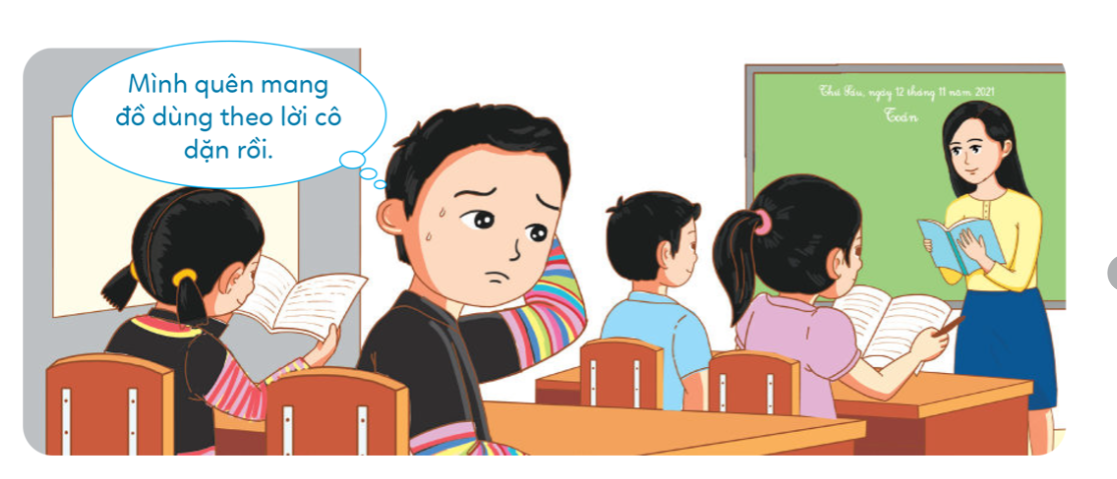 Mình quên mang
đồ dùng theo lời cô
dặn rồi.
Thứ Sáu, ngày 12 tháng 11 năm 2021
Toán